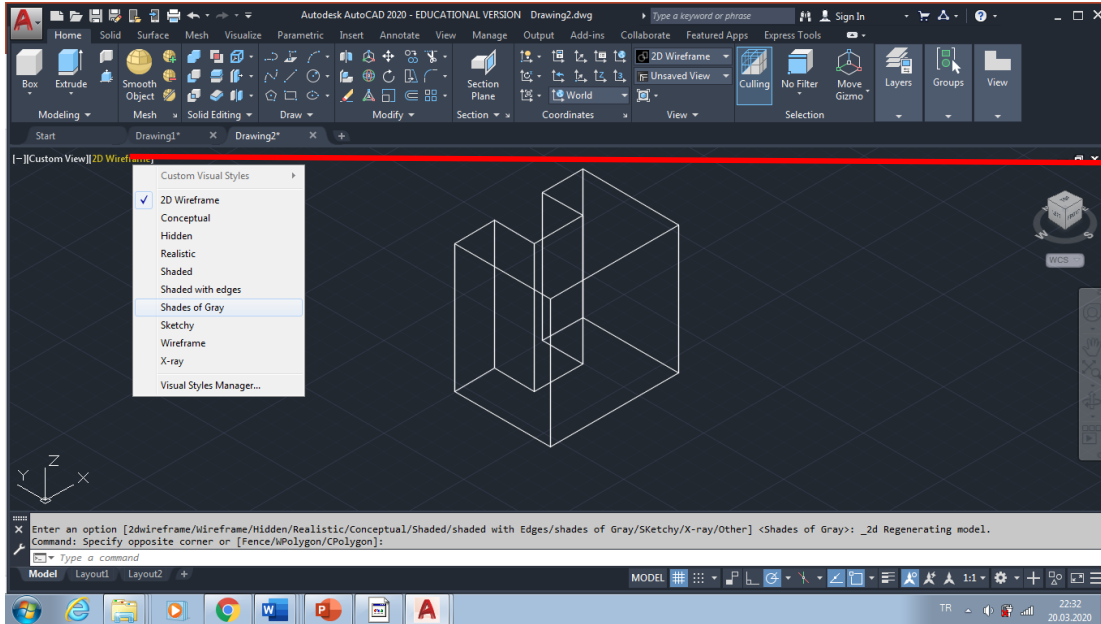 Autodesk AutoCAD 2020 - EDUCATIONAL VERSION Drawing2.dwg Type a keyword or phrase Sign In
Home Solid Surface Mesh Visualize Parametric Insert Annotate View Manage Output Add-ins Collaborate Featured Apps Express Tools
Box Extrude Smooth Object Section Plane World 2D Wireframe Unsaved View Culling No Filter Move Gizmo Layers Groups View
Modeling Mesh Solid Editing Draw Modify Section Coordinates View Selection
Start Drawing1* Drawing2*
[–][Custom View][2D Wireframe]
Custom Visual Styles
2D Wireframe
Conceptual
Hidden
Realistic
Shaded
Shaded with edges
Shades of Gray
Sketchy
Wireframe
X-ray
Visual Styles Manager...
TOP
W S
WCS
Z
Y X
Enter an option [2dwireframe/Wireframe/Hidden/Realistic/Conceptual/Shaded/shaded with Edges/shades of Gray/SKetchy/X-ray/Other] <Shades of Gray>: _2d Regenerating model.
Command: Specify opposite corner or [Fence/WPolygon/CPolygon]:
Type a command
Model Layout1 Layout2 MODEL 1:1
TR 22:32
20.03.2020